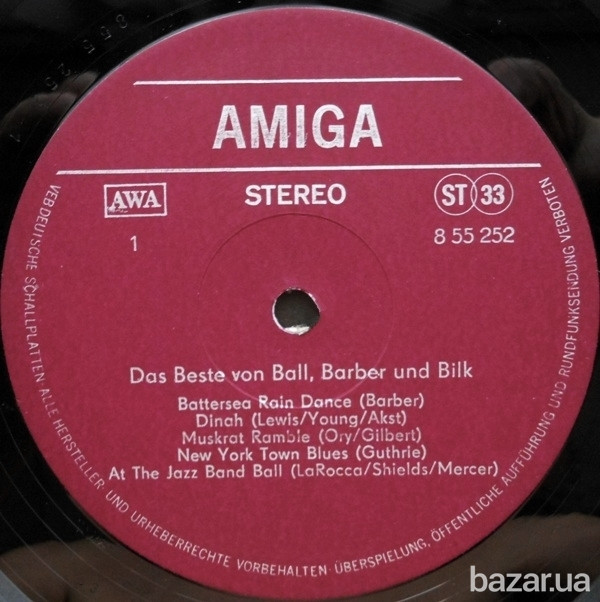 AMIGA
AWA STEREO ST 33
1 8 55 252
Das Beste von Ball, Barber und Bilk
Battersea Rain Dance (Barber)
Dinah (Lewis/Young/Akst)
Muskrat Ramble (Ory/Gilbert)
New York Town Blues (Guthrie)
At The Jazz Band Ball (LaRocca/Shields/Mercer)
VEB DEUTSCHE SCHALLPLATTEN · ALLE HERSTELLER- UND URHEBERRECHTE VORBEHALTEN · ÜBERSPIELUNG, ÖFFENTLICHE AUFFÜHRUNG UND RUNDFUNKSENDUNG VERBOTEN
bazar.ua